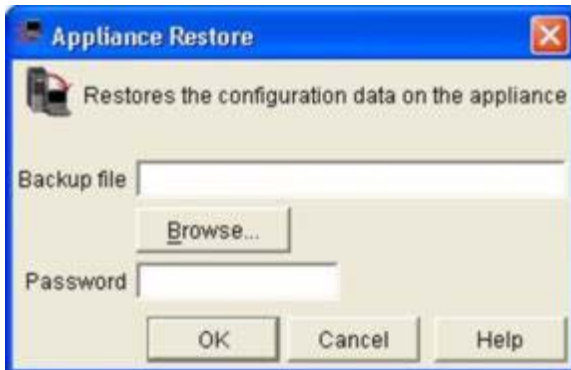 Appliance Restore
Restores the configuration data on the appliance
Backup file
Browse...
Password
OK Cancel Help